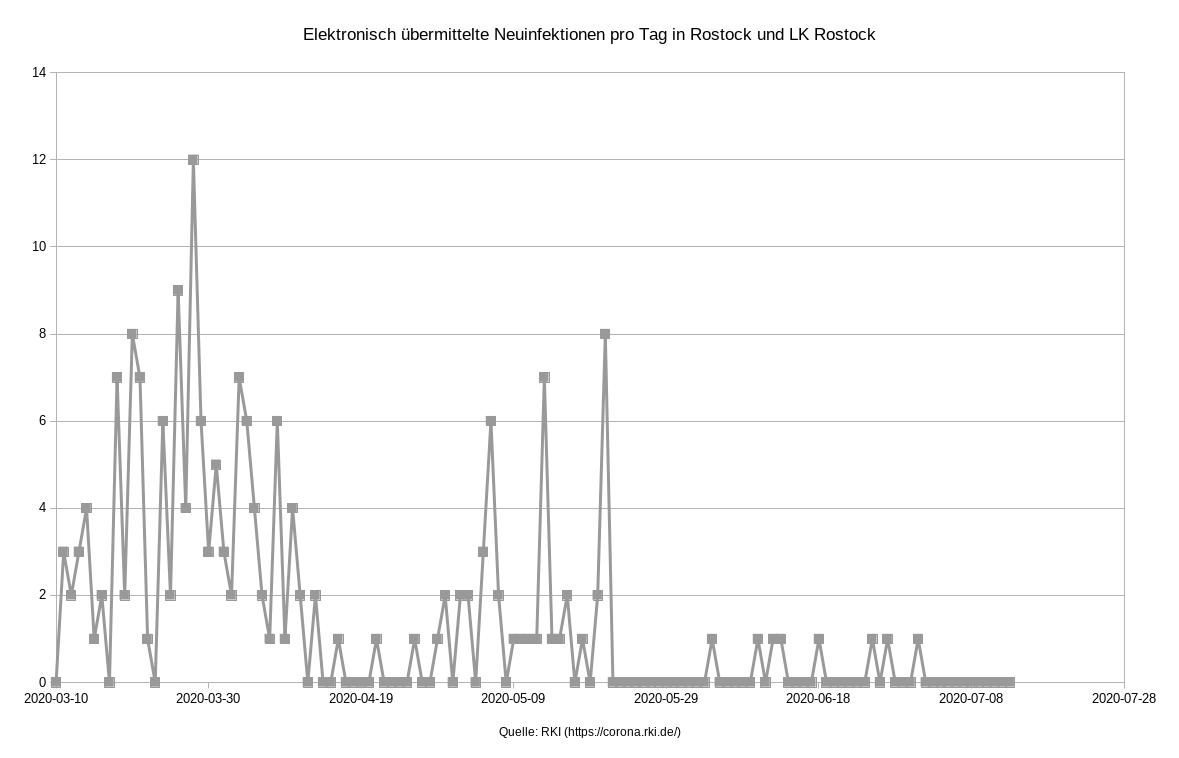 Elektronisch übermittelte Neuinfektionen pro Tag in Rostock und LK Rostock
14
12
10
8
6
4
2
0
2020-03-10 2020-03-30 2020-04-19 2020-05-09 2020-05-29 2020-06-18 2020-07-08 2020-07-28
Quelle: RKI (https://corona.rki.de/)